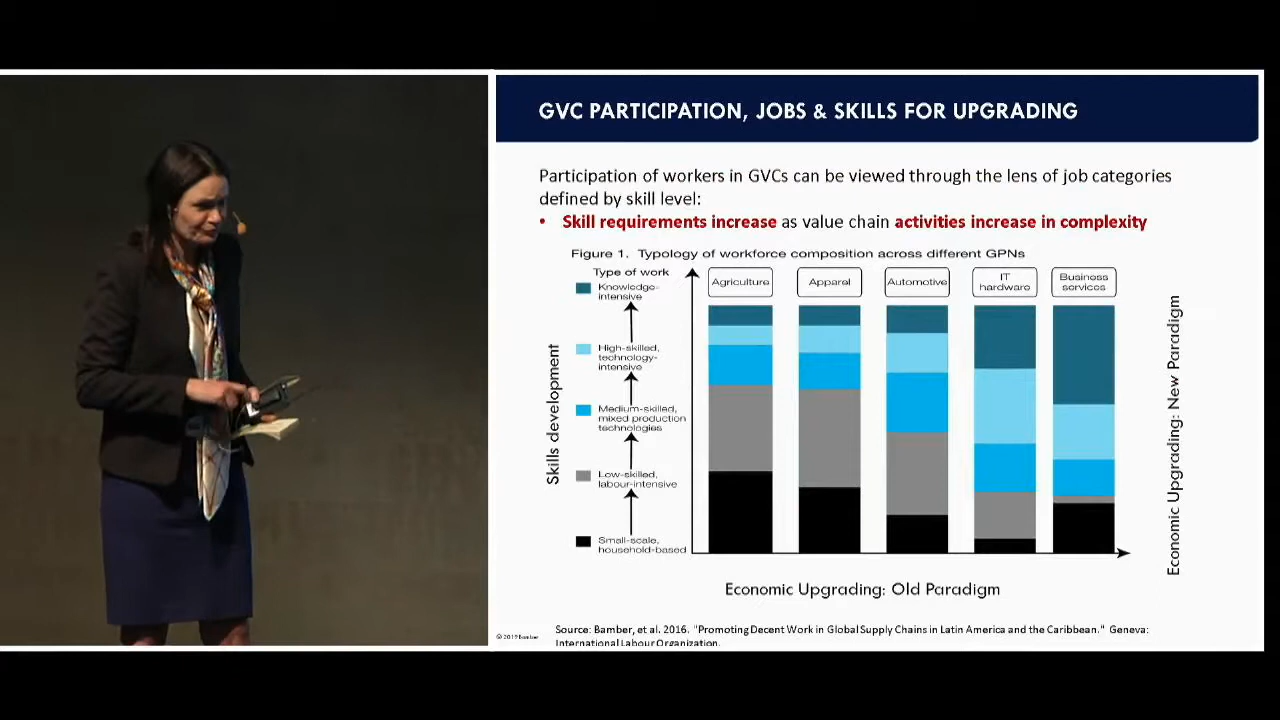 GVC PARTICIPATION, JOBS & SKILLS FOR UPGRADING
Participation of workers in GVCs can be viewed through the lens of job categories
defined by skill level:
• Skill requirements increase as value chain activities increase in complexity
Figure 1. Typology of workforce composition across different GPNs
Type of work
Knowledge-
intensive
High-skilled,
technology-
intensive
Medium-skilled,
mixed production
technologies
Low-skilled,
labour-intensive
Small-scale,
household-based
Skills development
Agriculture
Apparel
Automotive
IT
hardware
Business
services
Economic Upgrading: New Paradigm
Economic Upgrading: Old Paradigm
© 2019 Bamber
Source: Bamber, et al. 2016. "Promoting Decent Work in Global Supply Chains in Latin America and the Caribbean." Geneva:
International Labour Organization.